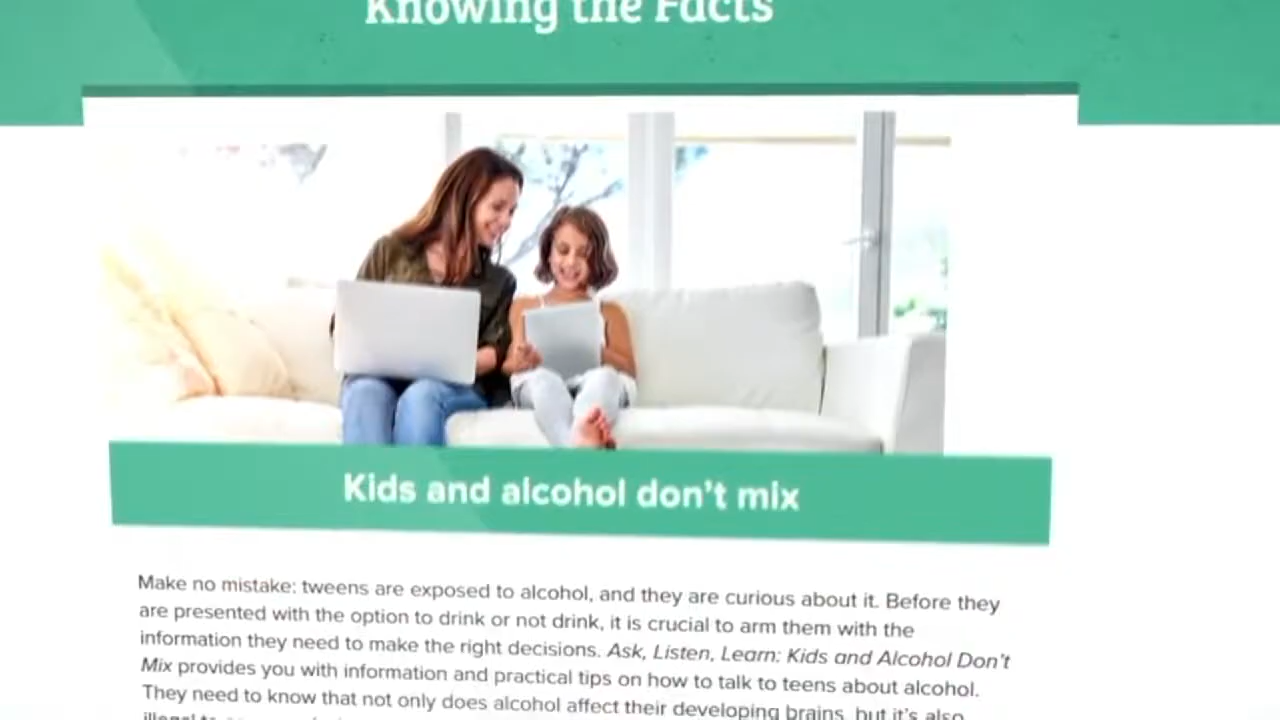 Knowing the Facts
Kids and alcohol don't mix
Make no mistake: tweens are exposed to alcohol, and they are curious about it. Before they
are presented with the option to drink or not drink, it is crucial to arm them with the
information they need to make the right decisions. Ask, Listen, Learn: Kids and Alcohol Don't
Mix provides you with information and practical tips on how to talk to teens about alcohol.
They need to know that not only does alcohol affect their developing brains, but it's also
illegal to